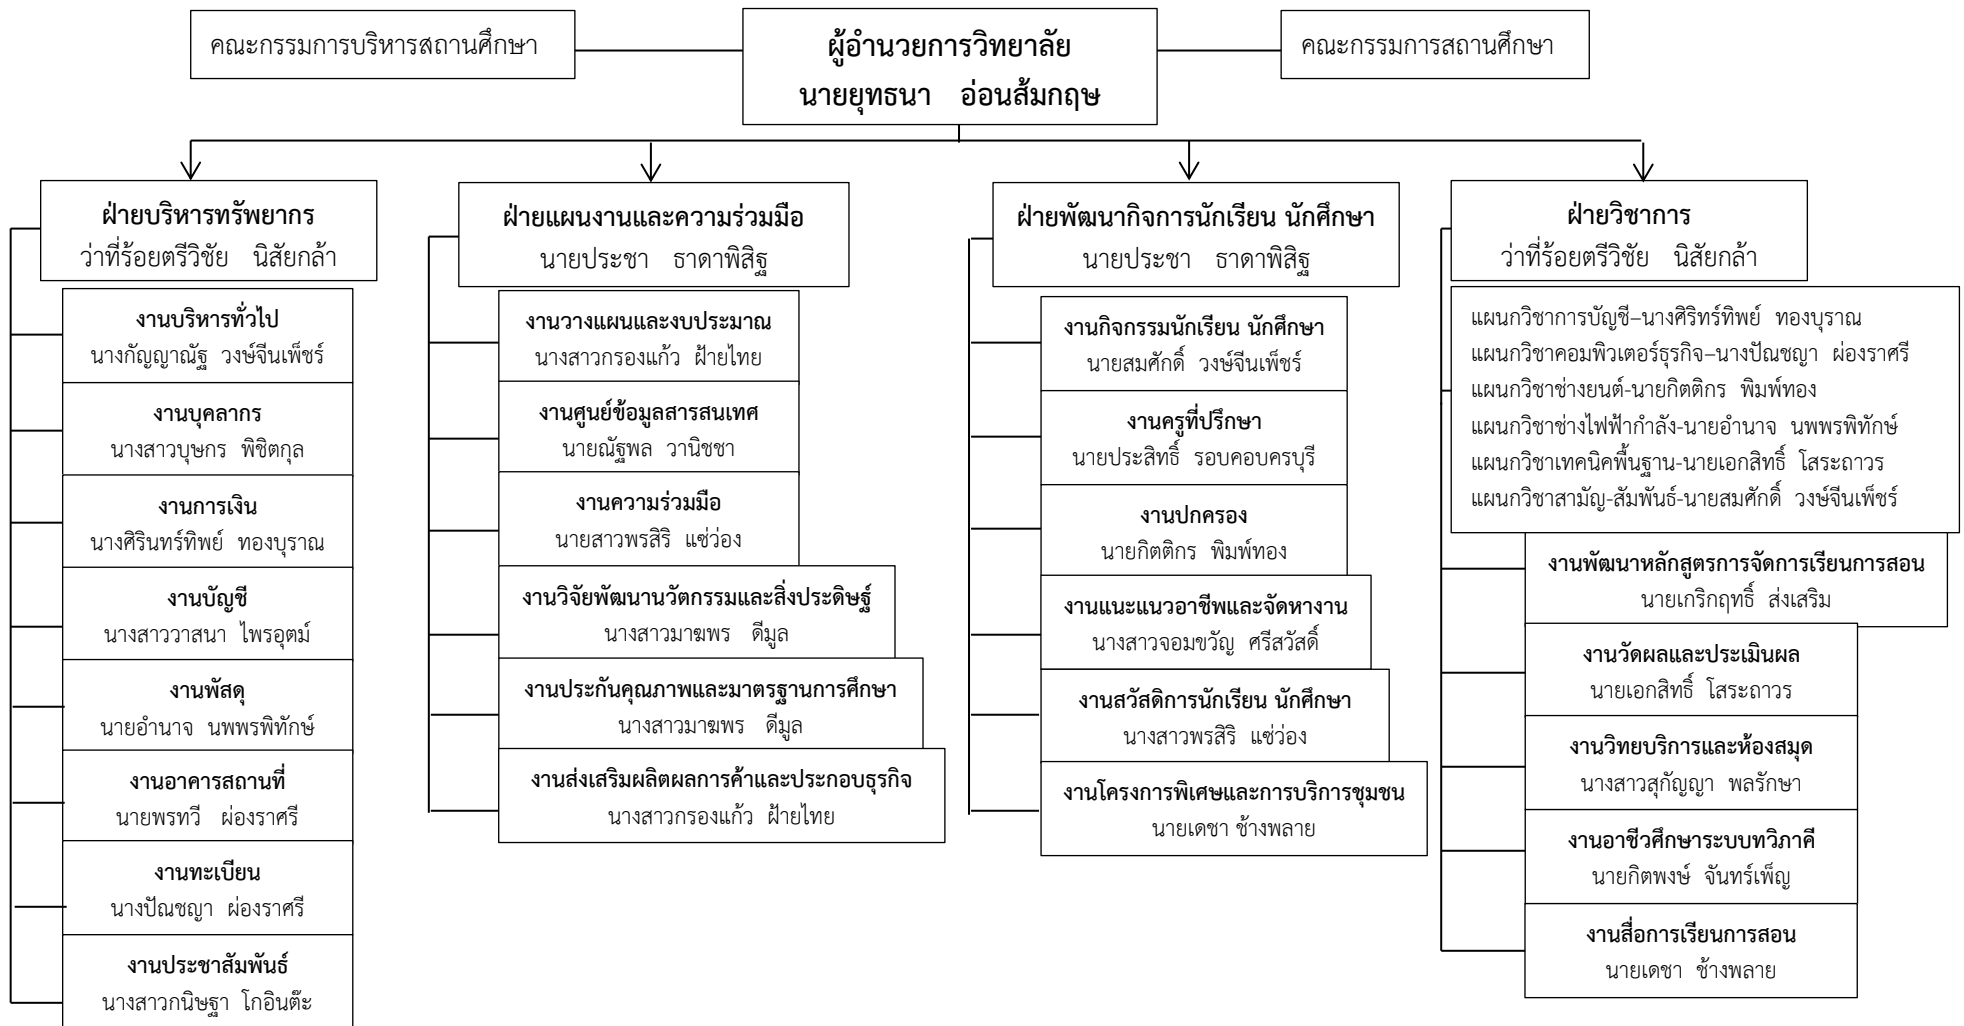 คณะกรรมการบริหารสถานศึกษา
ผู้อำนวยการวิทยาลัย
นายยุทธนา อ่อนส้มกฤษ
คณะกรรมการสถานศึกษา
ฝ่ายบริหารทรัพยากร
ว่าที่ร้อยตรีวิชัย นิสัยกล้า
งานบริหารทั่วไป
นางกัญญาณัฐ วงษ์จีนเพ็ชร์
งานบุคลากร
นางสาวบุษกร พิชิตกุล
งานการเงิน
นางศิรินทร์ทิพย์ ทองบุราณ
งานบัญชี
นางสาววาสนา ไพรอุตม์
งานพัสดุ
นายอำนาจ นพพรพิทักษ์
งานอาคารสถานที่
นายพรทวี ผ่องราศรี
งานทะเบียน
นางปัณชญา ผ่องราศรี
งานประชาสัมพันธ์
นางสาวกนิษฐา โกอินต๊ะ
ฝ่ายแผนงานและความร่วมมือ
นายประชา ธาดาพิสิฐ
งานวางแผนและงบประมาณ
นางสาวกรองแก้ว ฝ้ายไทย
งานศูนย์ข้อมูลสารสนเทศ
นายณัฐพล วานิชชา
งานความร่วมมือ
นายสาวพรสิริ แซ่ว่อง
งานวิจัยพัฒนานวัตกรรมและสิ่งประดิษฐ์
นางสาวมาฆพร ดีมูล
งานประกันคุณภาพและมาตรฐานการศึกษา
นางสาวมาฆพร ดีมูล
งานส่งเสริมผลิตผลการค้าและประกอบธุรกิจ
นางสาวกรองแก้ว ฝ้ายไทย
ฝ่ายพัฒนากิจการนักเรียน นักศึกษา
นายประชา ธาดาพิสิฐ
งานกิจกรรมนักเรียน นักศึกษา
นายสมศักดิ์ วงษ์จีนเพ็ชร์
งานครูที่ปรึกษา
นายประสิทธิ์ รอบคอบครบุรี
งานปกครอง
นายกิตติกร พิมพ์ทอง
งานแนะแนวอาชีพและจัดหางาน
นางสาวจอมขวัญ ศรีสวัสดิ์
งานสวัสดิการนักเรียน นักศึกษา
นางสาวพรสิริ แซ่ว่อง
งานโครงการพิเศษและการบริการชุมชน
นายเดชา ช้างพลาย
ฝ่ายวิชาการ
ว่าที่ร้อยตรีวิชัย นิสัยกล้า
แผนกวิชาการบัญชี–นางศิริทร์ทิพย์ ทองบุราณ
แผนกวิชาคอมพิวเตอร์ธุรกิจ–นางปัณชญา ผ่องราศรี
แผนกวิชาช่างยนต์-นายกิตติกร พิมพ์ทอง
แผนกวิชาช่างไฟฟ้ากำลัง-นายอำนาจ นพพรพิทักษ์
แผนกวิชาเทคนิคพื้นฐาน-นายเอกสิทธิ์ โสระถาวร
แผนกวิชาสามัญ-สัมพันธ์-นายสมศักดิ์ วงษ์จีนเพ็ชร์
งานพัฒนาหลักสูตรการจัดการเรียนการสอน
นายเกริกฤทธิ์ ส่งเสริม
งานวัดผลและประเมินผล
นายเอกสิทธิ์ โสระถาวร
งานวิทยบริการและห้องสมุด
นางสาวสุกัญญา พลรักษา
งานอาชีวศึกษาระบบทวิภาคี
นายกิตพงษ์ จันทร์เพ็ญ
งานสื่อการเรียนการสอน
นายเดชา ช้างพลาย